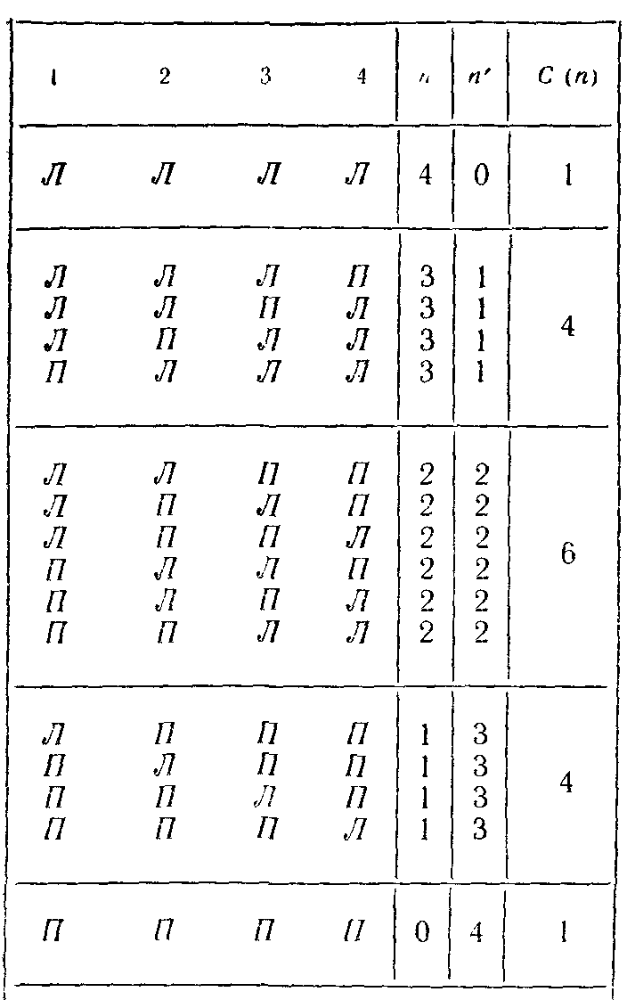 1 2 3 4 n n′ C (n)
Л Л Л Л 4 0 1
Л Л Л П 3 1
Л Л П Л 3 1
4
Л П Л Л 3 1
П Л Л Л 3 1
Л Л П П 2 2
Л П Л П 2 2
Л П П Л 2 2
6
П Л Л П 2 2
П Л П Л 2 2
П П Л Л 2 2
Л П П П 1 3
П Л П П 1 3
4
П П Л П 1 3
П П П Л 1 3
П П П П 0 4 1